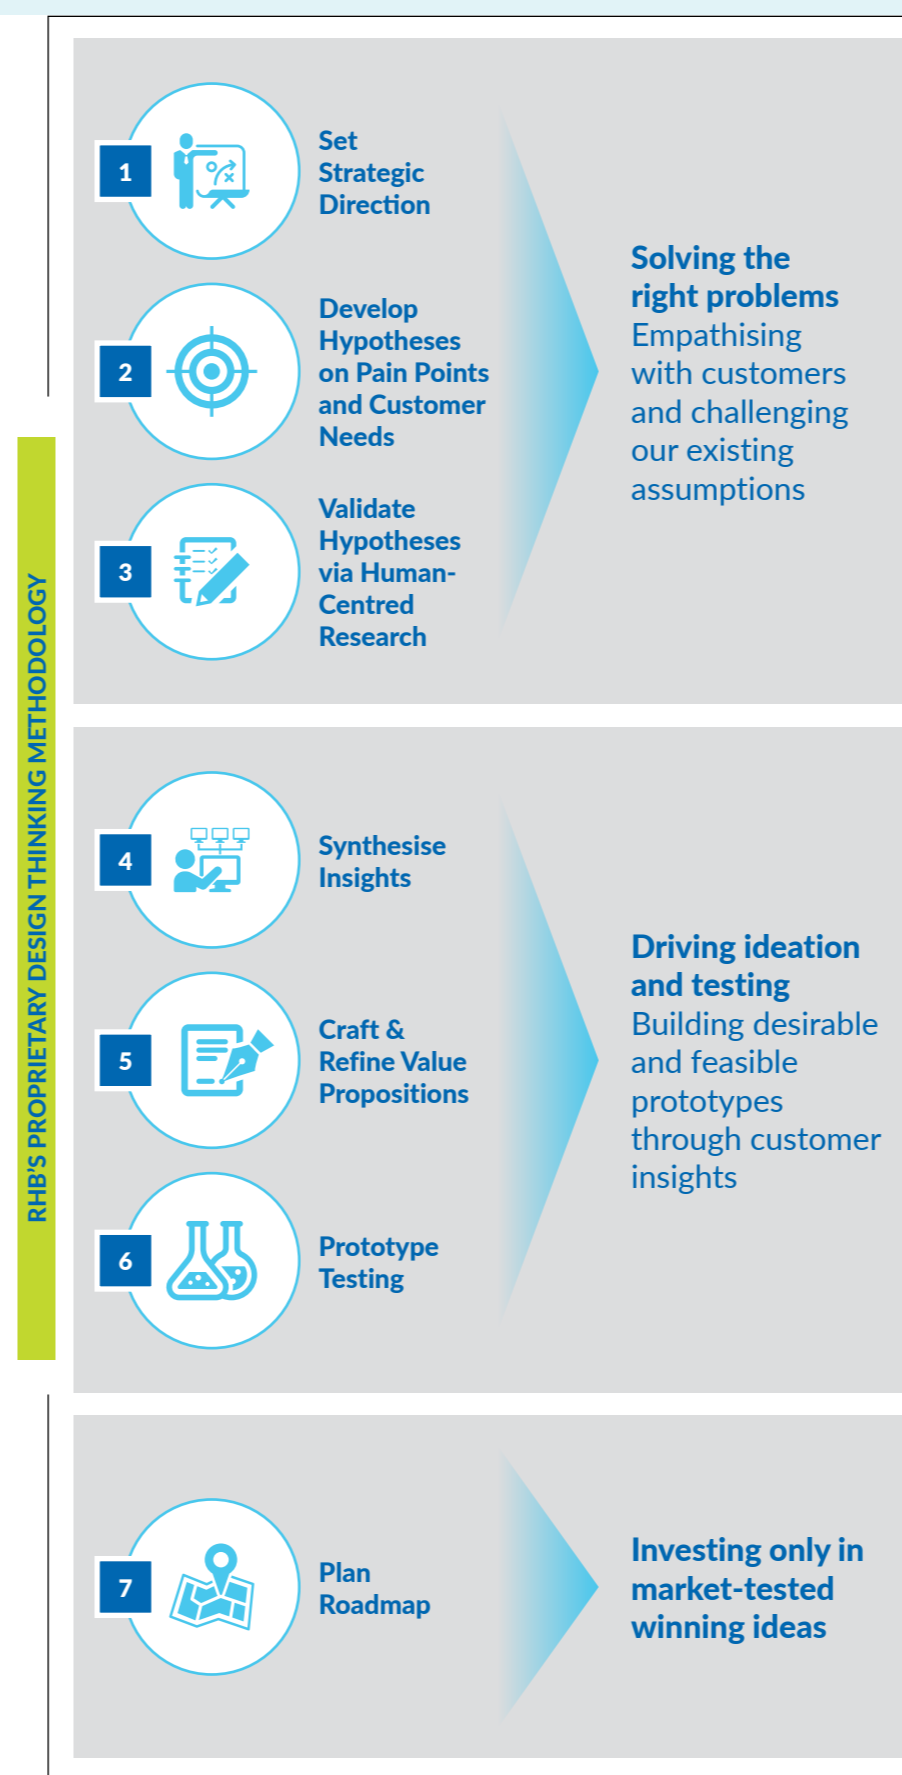 RHB'S PROPRIETARY DESIGN THINKING METHODOLOGY
1
Set
Strategic
Direction
2
Develop
Hypotheses
on Pain Points
and Customer
Needs
3
Validate
Hypotheses
via Human-
Centred
Research
Solving the
right problems
Empathising
with customers
and challenging
our existing
assumptions
4
Synthesise
Insights
5
Craft &
Refine Value
Propositions
6
Prototype
Testing
Driving ideation
and testing
Building desirable
and feasible
prototypes
through customer
insights
7
Plan
Roadmap
Investing only in
market-tested
winning ideas